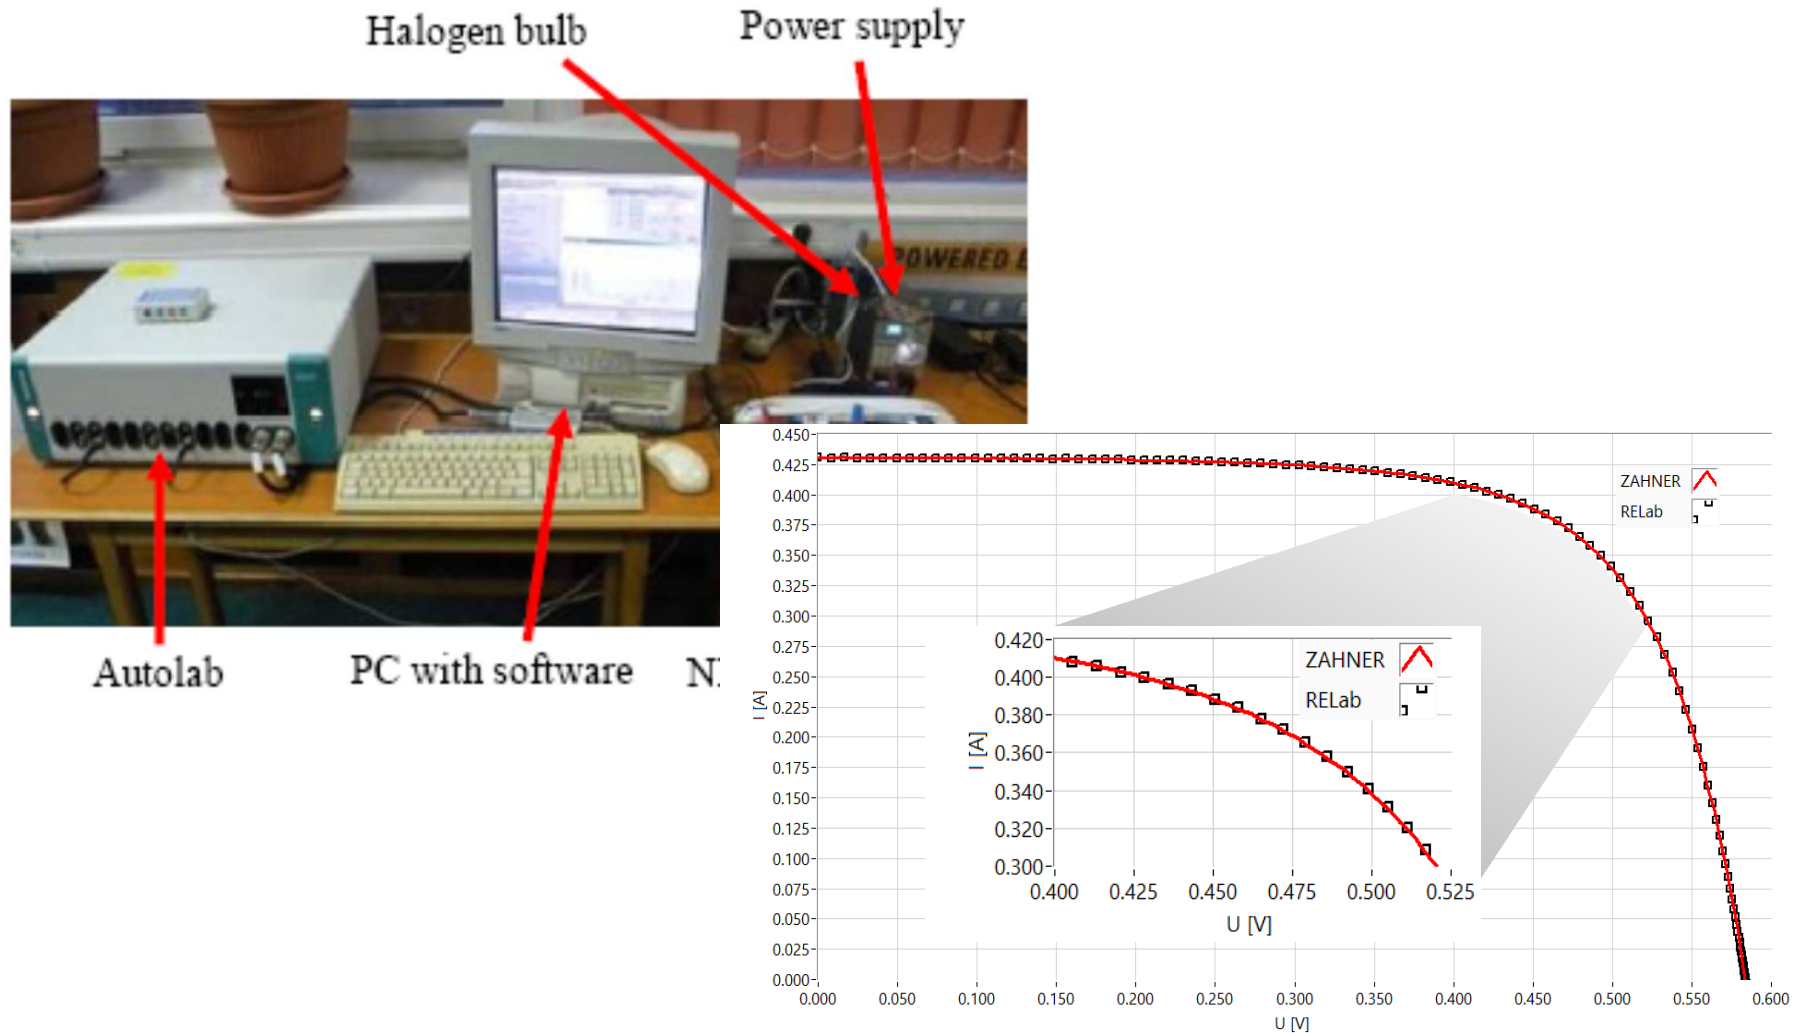 Halogen bulb
Power supply
POWERED
Autolab
PC with software
ZAHNER
RELab
0.450
0.425
0.400
0.375
0.350
0.325
0.300
0.275
0.250
0.225
0.200
0.175
0.150
0.125
0.100
0.075
0.050
0.025
0.000
I [A]
0.000 0.050 0.100 0.150 0.200 0.250 0.300 0.350 0.400 0.450 0.500 0.550 0.600
U [V]
ZAHNER
RELab
0.420
0.400
0.380
0.360
0.340
0.320
0.300
I [A]
0.400 0.425 0.450 0.475 0.500 0.525
U [V]